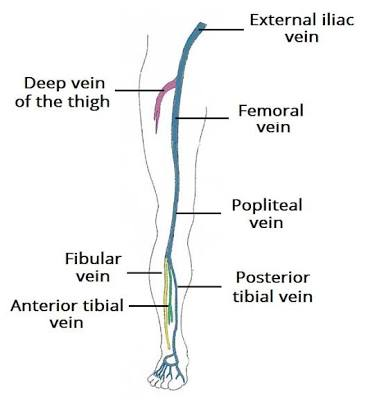 External iliac
vein
Deep vein
of the thigh
Femoral
vein
Popliteal
vein
Fibular
vein
Posterior
tibial vein
Anterior tibial
vein